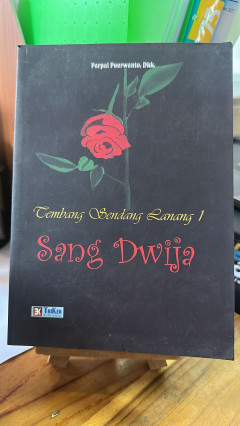 Parpal Poerwanto, Dkk.
Tembang Sendang Lanang 1
Sang Dwija